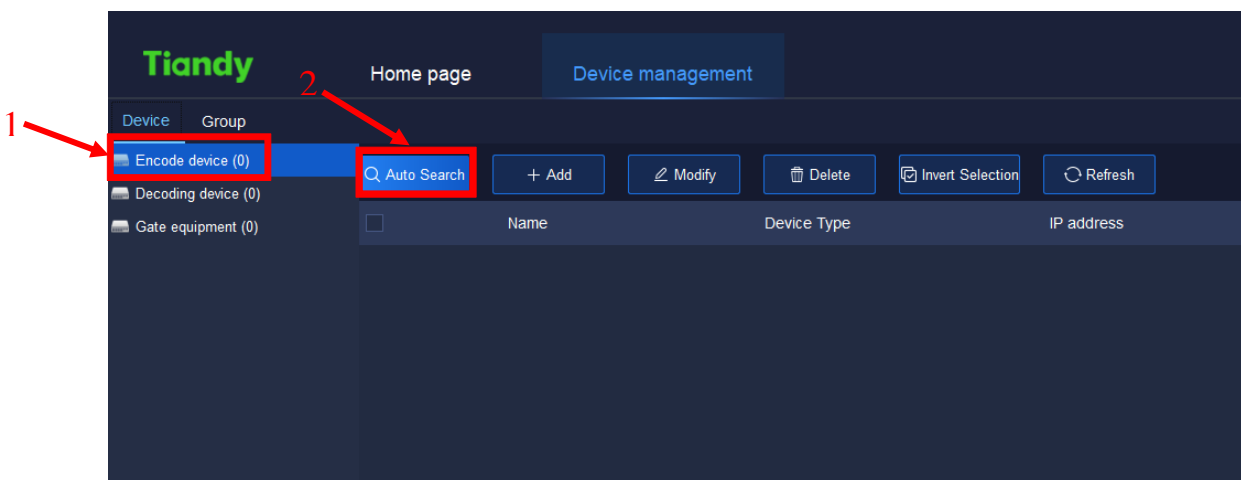 Tiandy
Home page
Device management
2
1
Device
Group
Encode device (0)
Decoding device (0)
Gate equipment (0)
Auto Search
+ Add
Modify
Delete
Invert Selection
Refresh
Name
Device Type
IP address